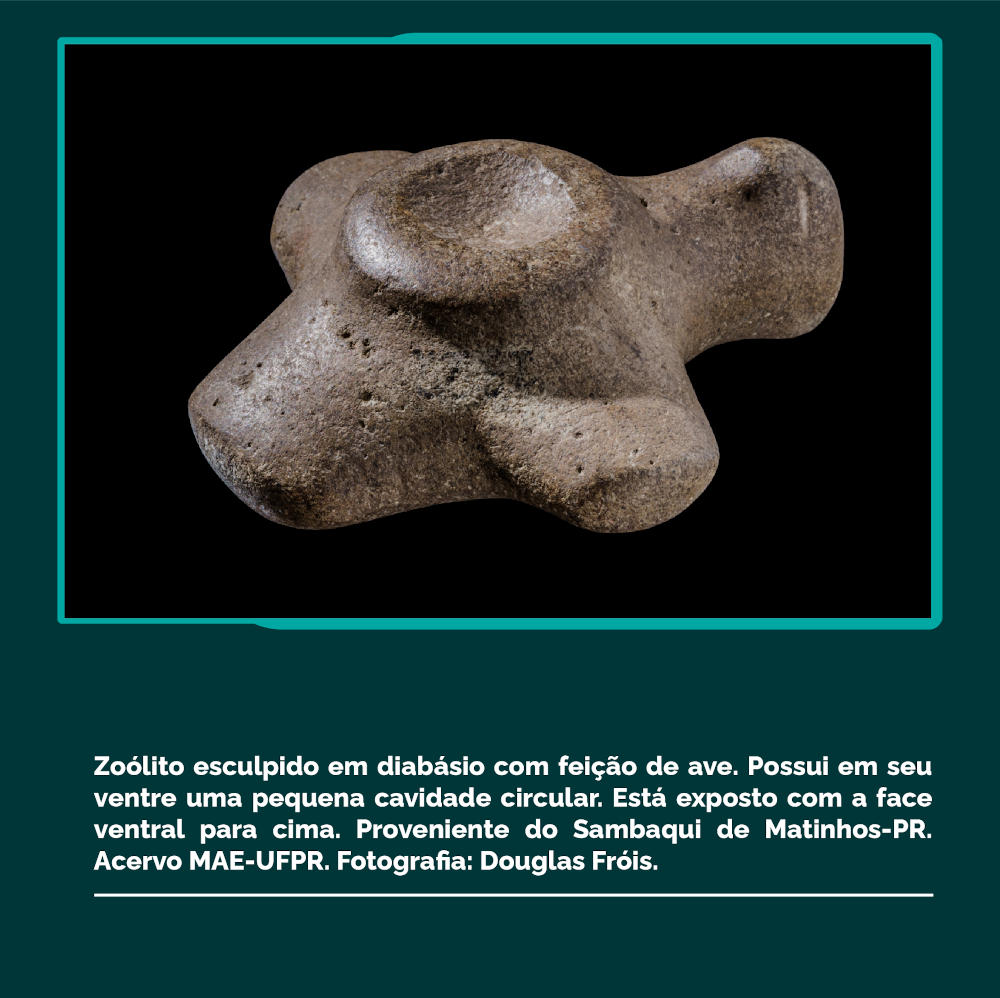 Zoólito esculpido em diabásio com feição de ave. Possui em seu
ventre uma pequena cavidade circular. Está exposto com a face
ventral para cima. Proveniente do Sambaqui de Matinhos-PR.
Acervo MAE-UFPR. Fotografia: Douglas Fróis.